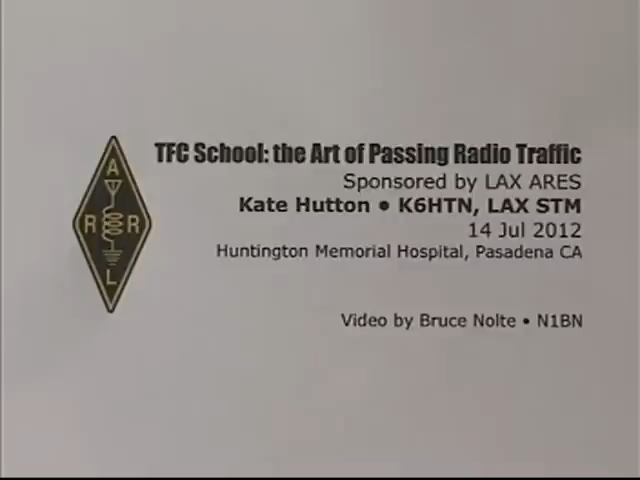 TFC School: the Art of Passing Radio Traffic
Sponsored by LAX ARES
Kate Hutton • K6HTN, LAX STM
14 Jul 2012
Huntington Memorial Hospital, Pasadena CA
Video by Bruce Nolte • N1BN
A
R R
L